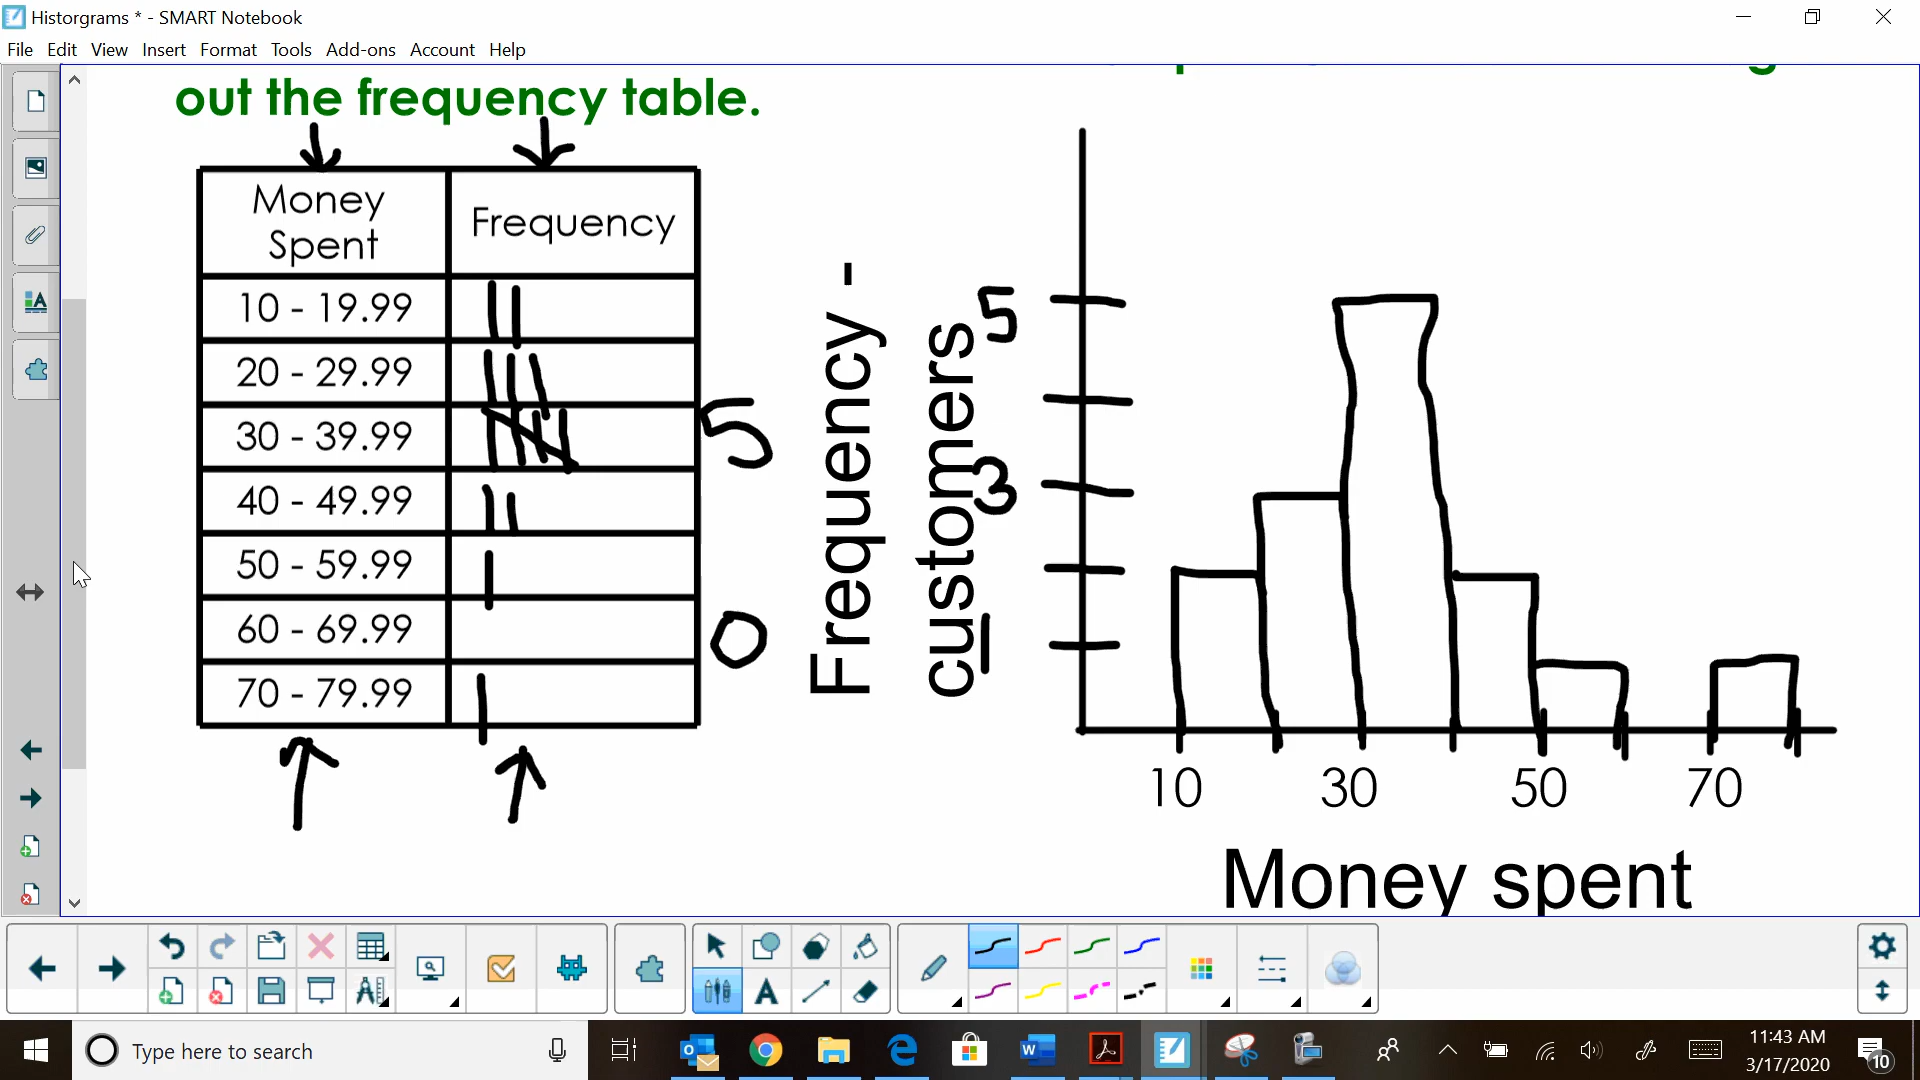 Historgrams * - SMART Notebook
File Edit View Insert Format Tools Add-ons Account Help
out the frequency table.
Money Spent Frequency
10 - 19.99
20 - 29.99
30 - 39.99 5
40 - 49.99
50 - 59.99
60 - 69.99 0
70 - 79.99
Frequency -
customers
5
3
1
10 30 50 70
Money spent
Type here to search
11:43 AM
3/17/2020
10